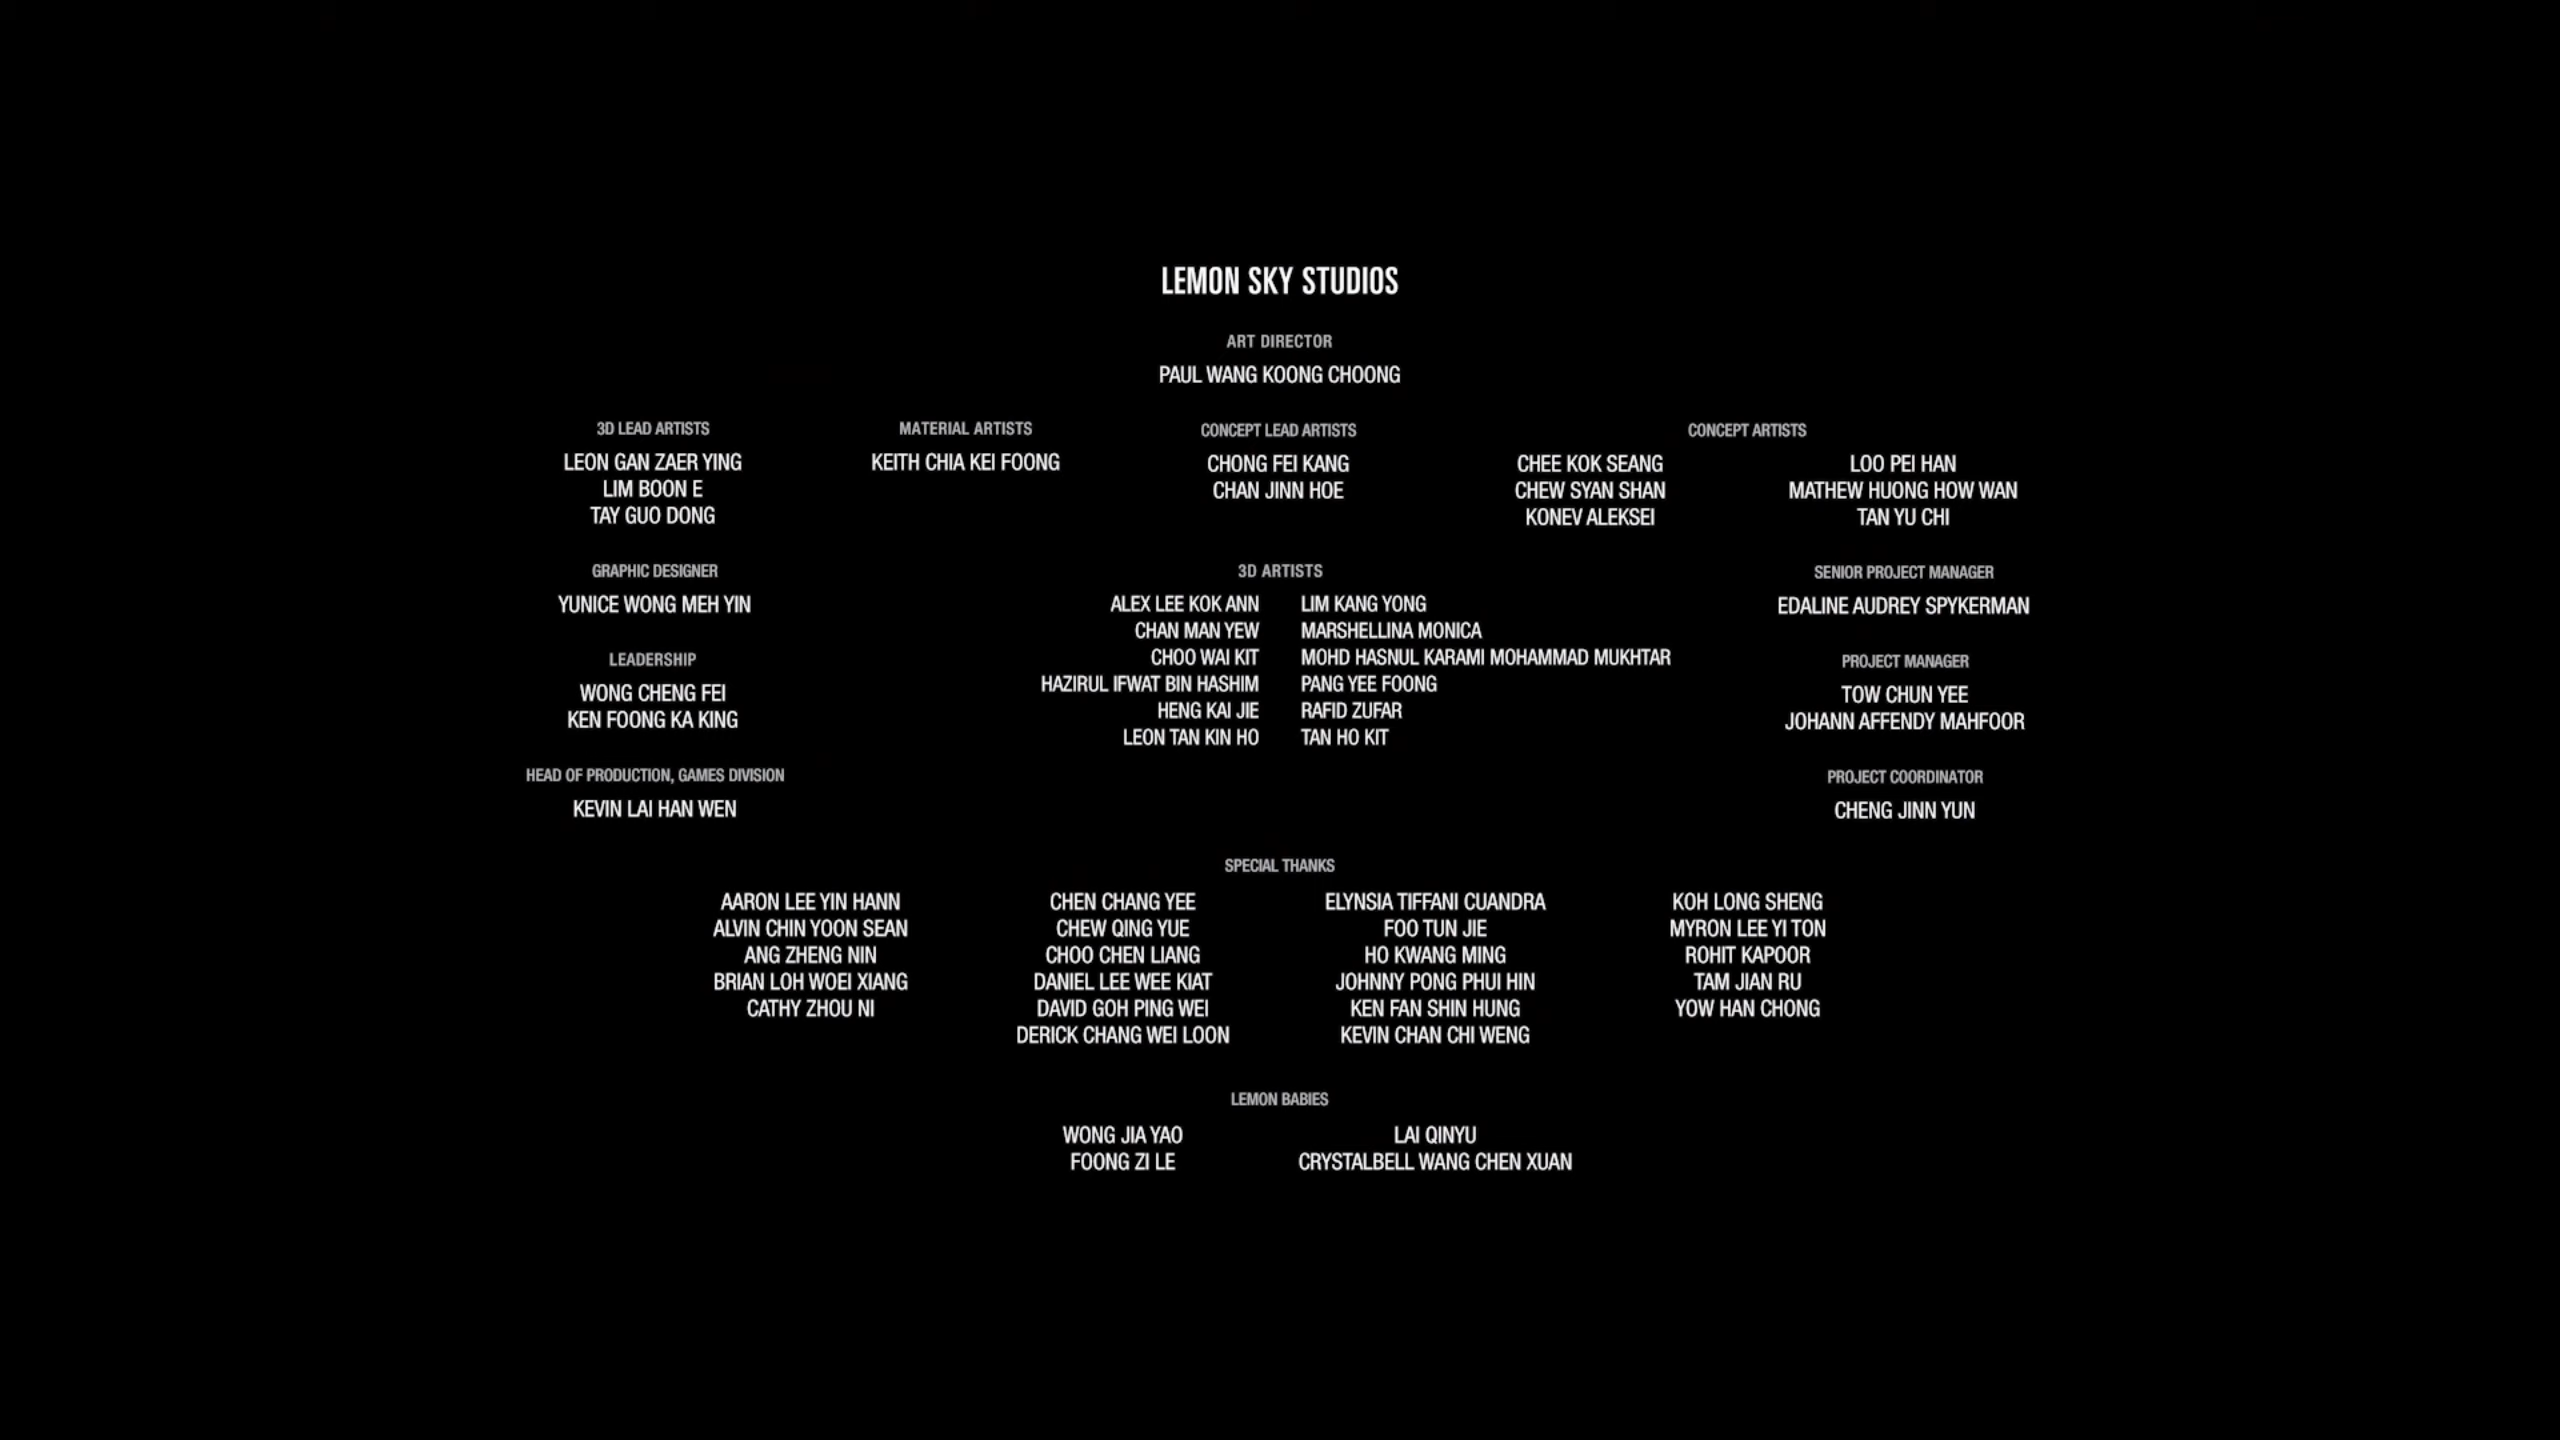 LEMON SKY STUDIOS
ART DIRECTOR
PAUL WANG KOONG CHOONG
3D LEAD ARTISTS
LEON GAN ZAER YING
LIM BOON E
TAY GUO DONG
MATERIAL ARTISTS
KEITH CHIA KEI FOONG
CONCEPT LEAD ARTISTS
CHONG FEI KANG
CHAN JINN HOE
CONCEPT ARTISTS
CHEE KOK SEANG
CHEW SYAN SHAN
KONEV ALEKSEI
LOO PEI HAN
MATHEW HUONG HOW WAN
TAN YU CHI
GRAPHIC DESIGNER
YUNICE WONG MEH YIN
LEADERSHIP
WONG CHENG FEI
KEN FOONG KA KING
HEAD OF PRODUCTION, GAMES DIVISION
KEVIN LAI HAN WEN
3D ARTISTS
ALEX LEE KOK ANN
CHAN MAN YEW
CHOO WAI KIT
HAZIRUL IFWAT BIN HASHIM
HENG KAI JIE
LEON TAN KIN HO
LIM KANG YONG
MARSHELLINA MONICA
MOHD HASNUL KARAMI MOHAMMAD MUKHTAR
PANG YEE FOONG
RAFID ZUFAR
TAN HO KIT
SENIOR PROJECT MANAGER
EDALINE AUDREY SPYKERMAN
PROJECT MANAGER
TOW CHUN YEE
JOHANN AFFENDY MAHFOOR
PROJECT COORDINATOR
CHENG JINN YUN
SPECIAL THANKS
AARON LEE YIN HANN
ALVIN CHIN YOON SEAN
ANG ZHENG NIN
BRIAN LOH WOEI XIANG
CATHY ZHOU NI
CHEN CHANG YEE
CHEW QING YUE
CHOO CHEN LIANG
DANIEL LEE WEE KIAT
DAVID GOH PING WEI
DERICK CHANG WEI LOON
ELYNSIA TIFFANI CUANDRA
FOO TUN JIE
HO KWANG MING
JOHNNY PONG PHUI HIN
KEN FAN SHIN HUNG
KEVIN CHAN CHI WENG
KOH LONG SHENG
MYRON LEE YI TON
ROHIT KAPOOR
TAM JIAN RU
YOW HAN CHONG
LEMON BABIES
WONG JIA YAO
FOONG ZI LE
LAI QINYU
CRYSTALBELL WANG CHEN XUAN